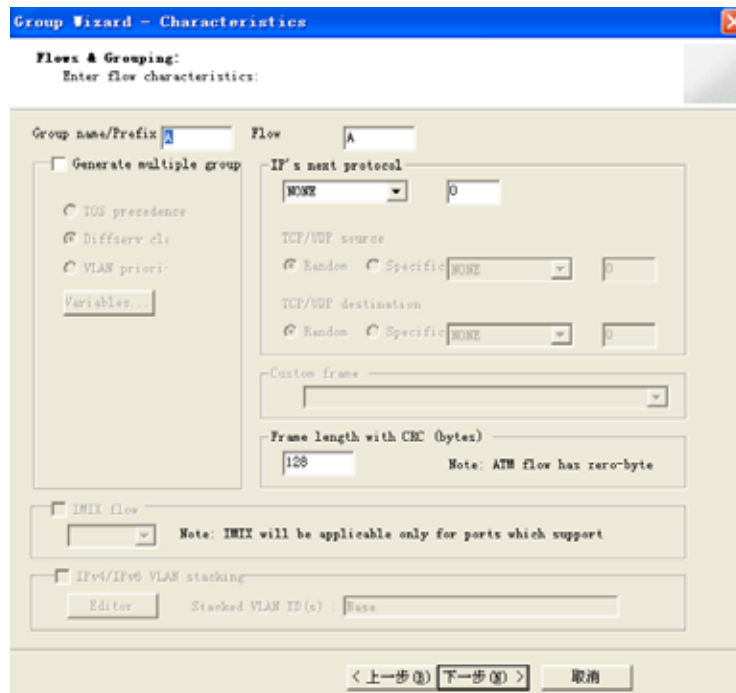 Group Wizard - Characteristics
Flows & Grouping:
Enter flow characteristics:
Group name/Prefix A Flow A
Generate multiple group
IP's next protocol
NONE 0
TOS precedence
Diffserv cl:
VLAN priori
Variables...
TCP/UDP source
Random Specific NONE 0
TCP/UDP destination
Random Specific NONE 0
Custom frame
Frame length with CRC (bytes)
128 Note: ATM flow has zero-byte
IMIX flow
Note: IMIX will be applicable only for ports which support
IPv4/IPv6 VLAN stacking
Editor Stacked VLAN ID(s) : Base
< 上一步(B) 下一步(N) > 取消